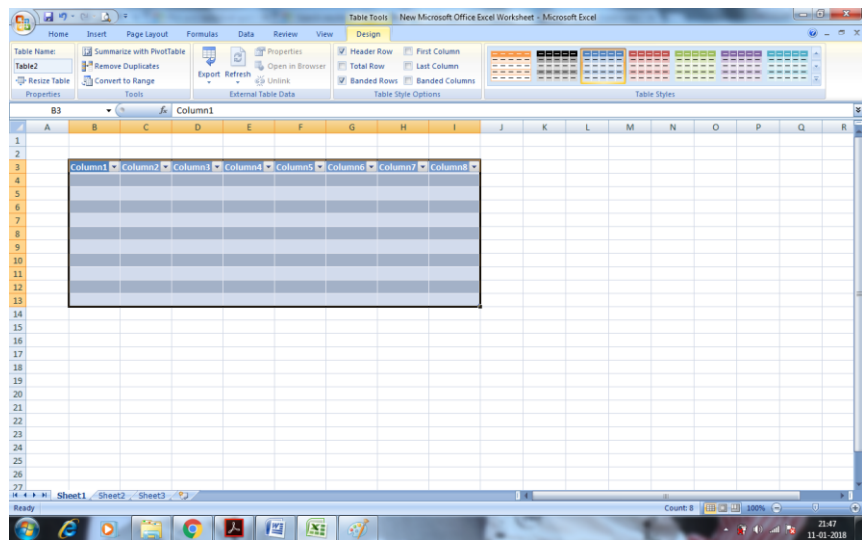 Table Tools New Microsoft Office Excel Worksheet - Microsoft Excel
Home Insert Page Layout Formulas Data Review View Design
Table Name: Summarize with PivotTable Properties Header Row First Column
Table2 Remove Duplicates Export Refresh Open in Browser Total Row Last Column
Resize Table Convert to Range Unlink Banded Rows Banded Columns
Properties Tools External Table Data Table Style Options Table Styles
B3 fx Column1
A B C D E F G H I J K L M N O P Q R
1
2
3 Column1 Column2 Column3 Column4 Column5 Column6 Column7 Column8
4
5
6
7
8
9
10
11
12
13
14
15
16
17
18
19
20
21
22
23
24
25
26
27
Sheet1 Sheet2 Sheet3
Ready Count: 8 100%
21:47
11-01-2018